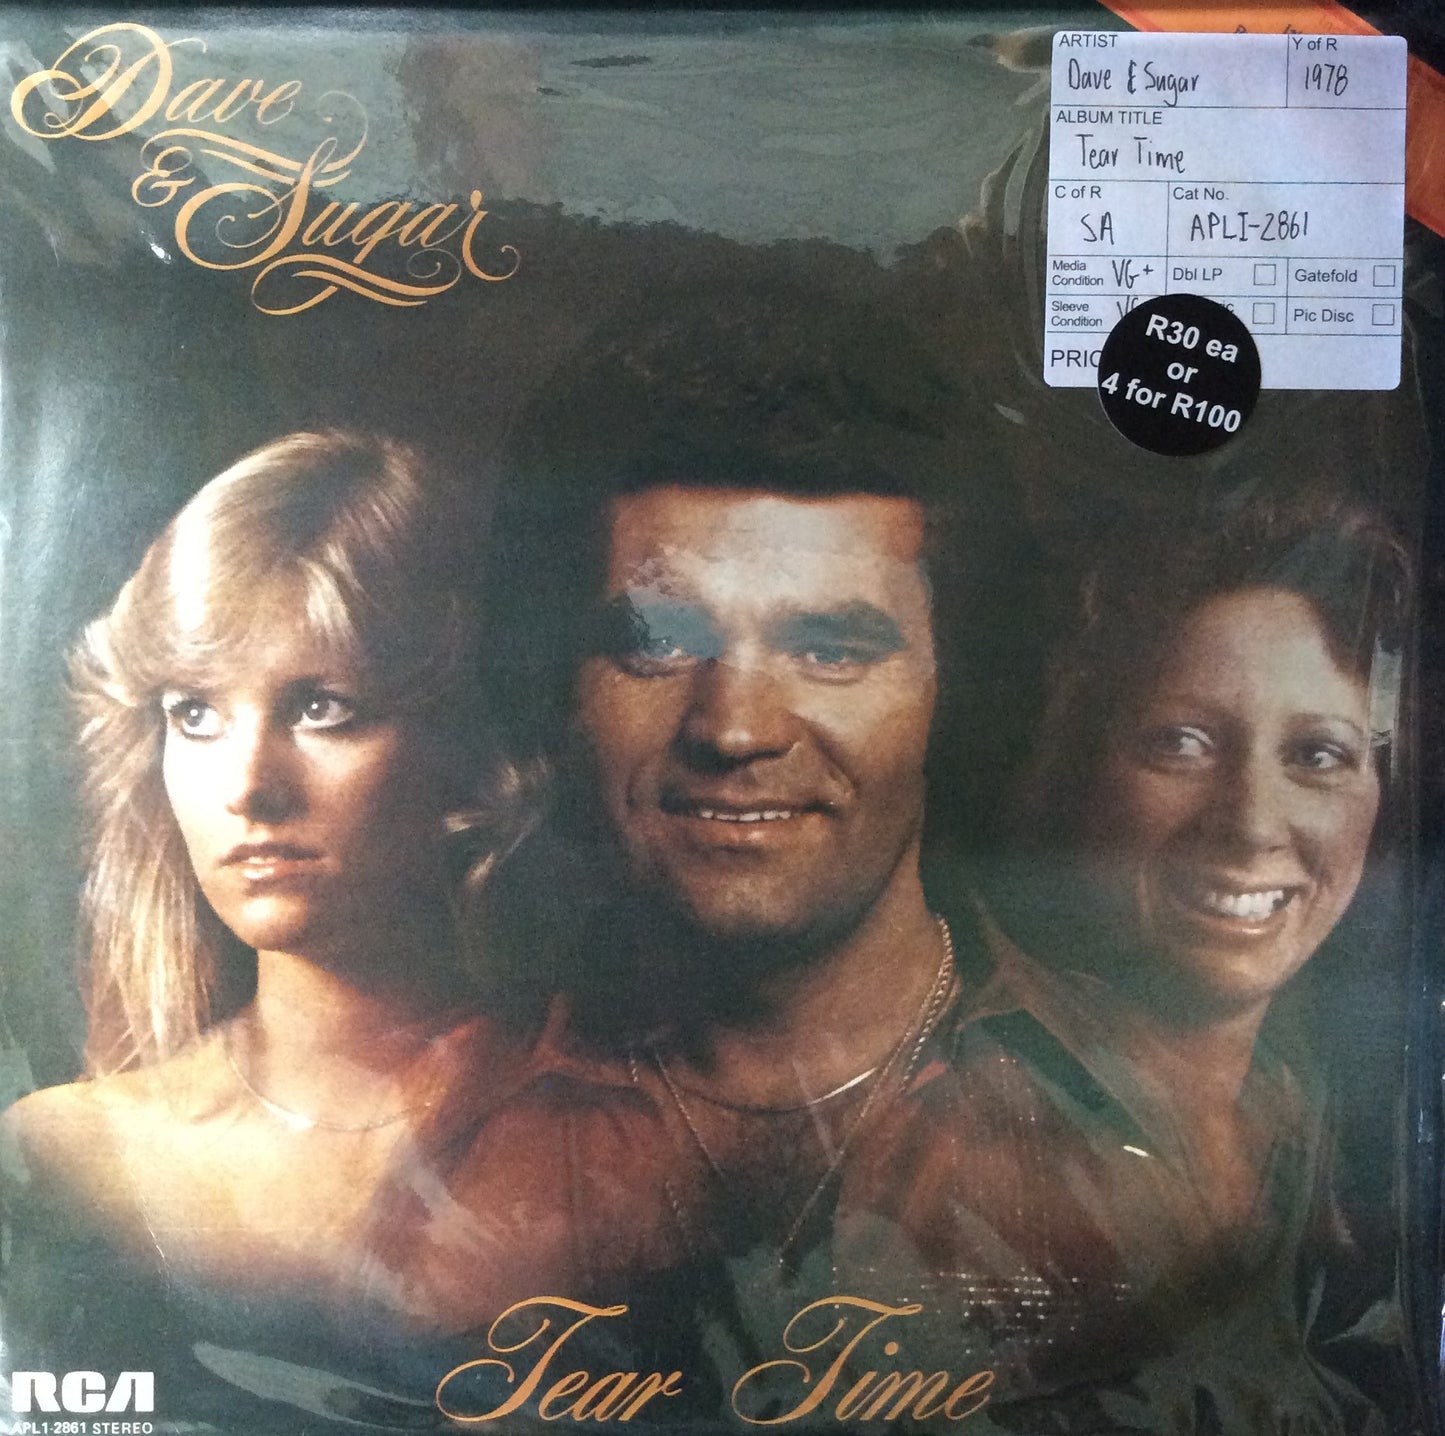 Dave
& Sugar
ARTIST
Dave & Sugar
Y of R
1978
ALBUM TITLE
Tear Time
C of R
SA
Cat No.
APLI-2861
Media
Condition
VG+
Dbl LP
Gatefold
Sleeve
Condition
Pic Disc
R30 ea
or
4 for R100
Tear Time
RCA
APL1-2861 STEREO